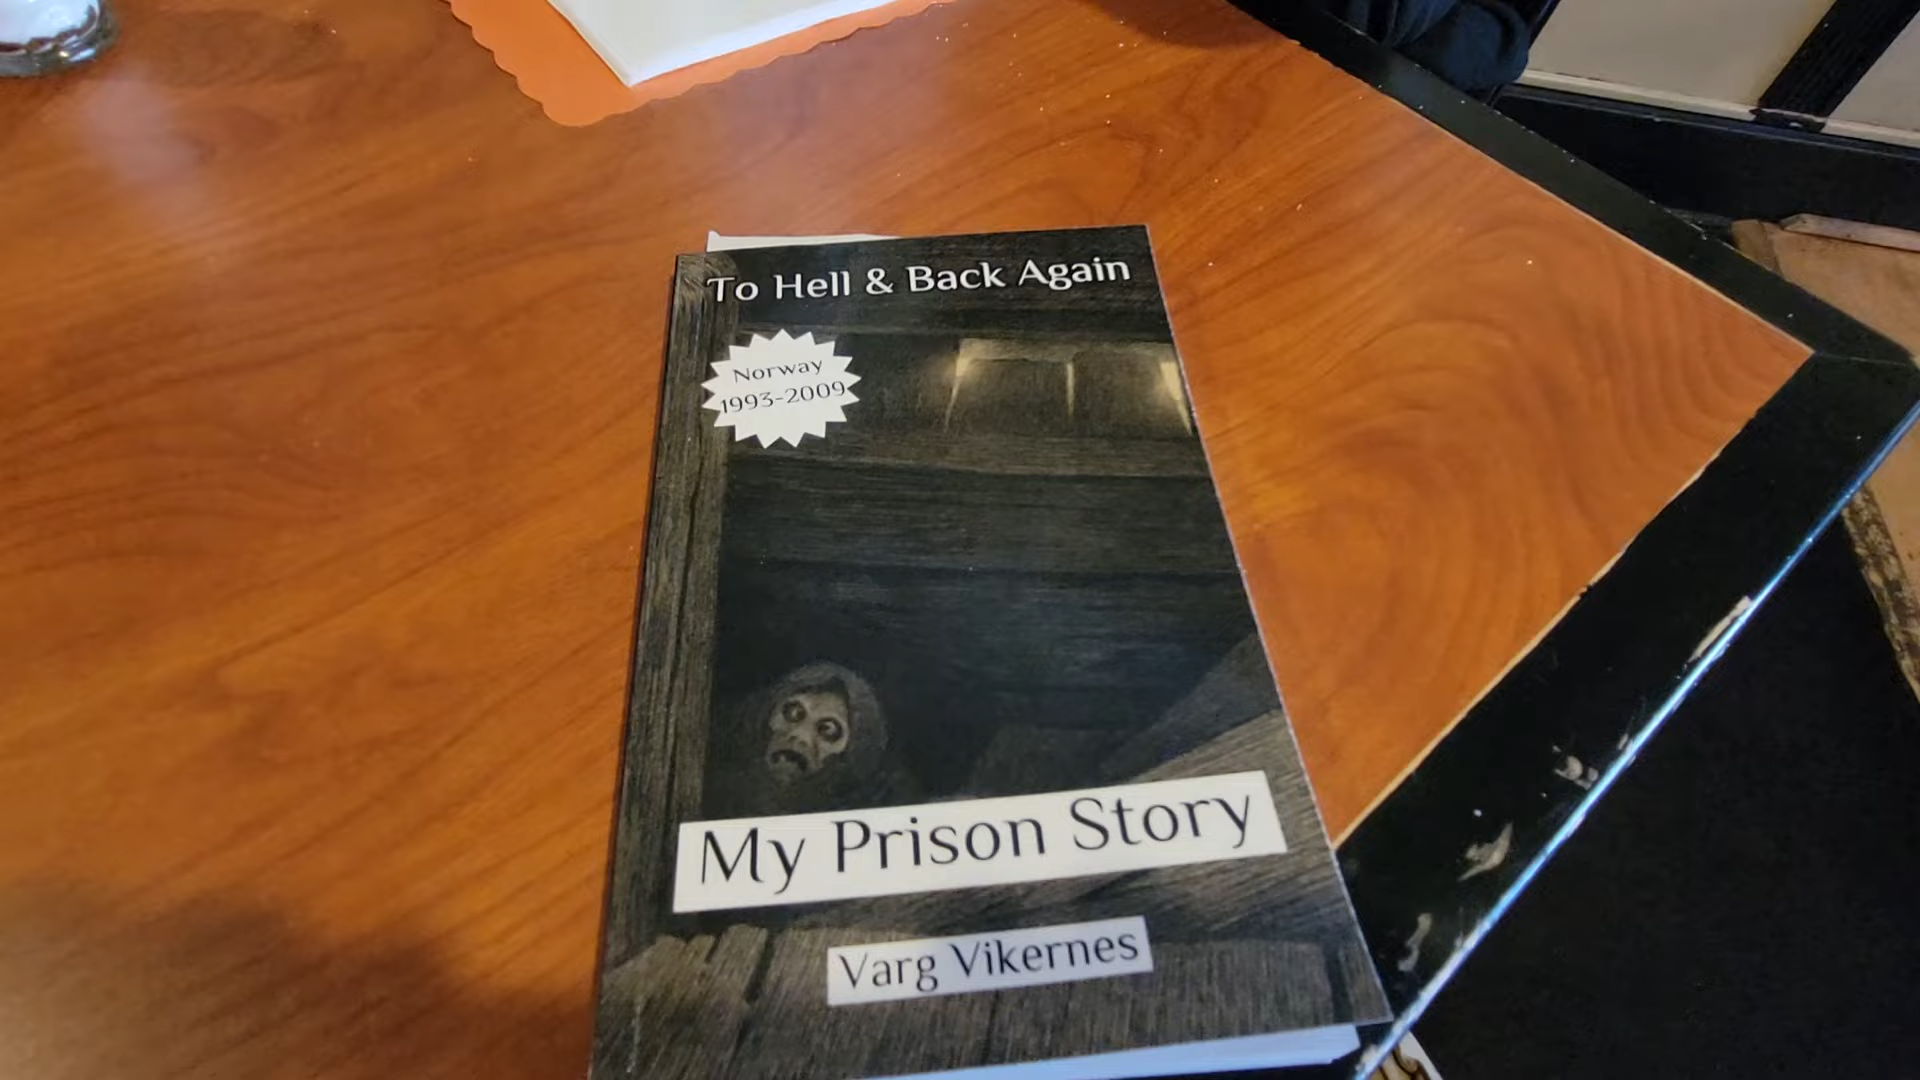 To Hell & Back Again
Norway
1993-2009
My Prison Story
Varg Vikernes